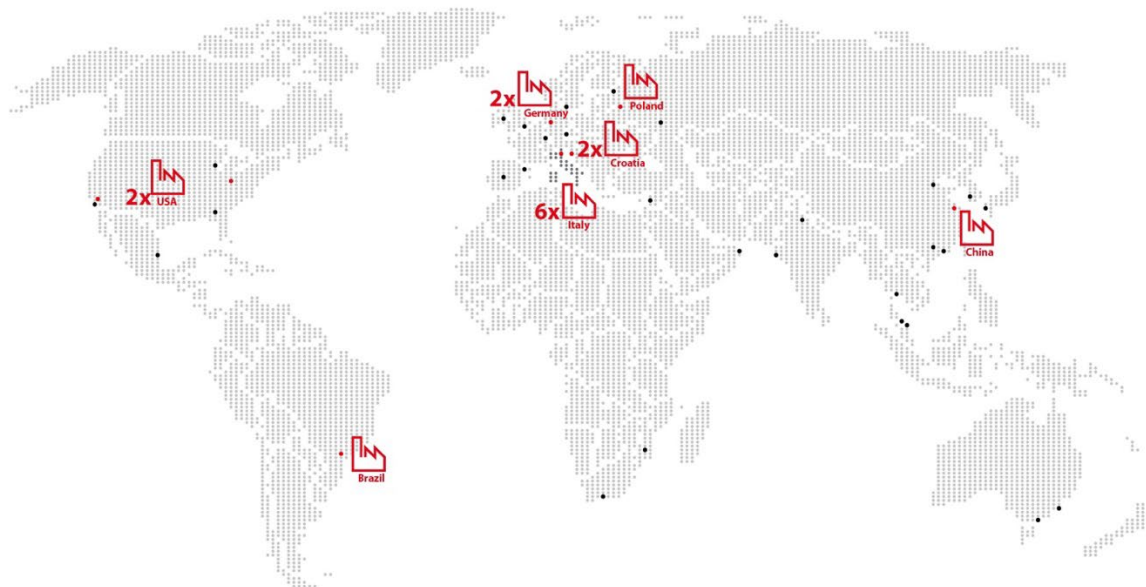 2x
Germany
Poland
2x
Croatia
2x
USA
6x
Italy
China
Brazil